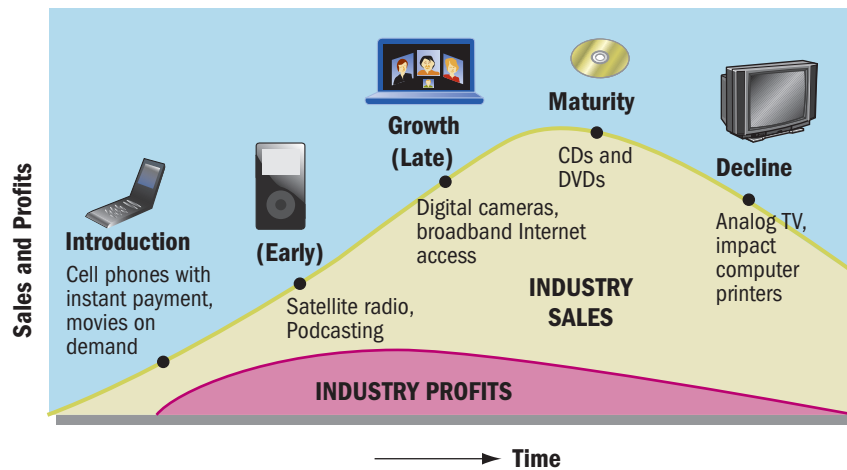 Sales and Profits
Introduction
Cell phones with
instant payment,
movies on
demand
(Early)
Satellite radio,
Podcasting
Growth
(Late)
Digital cameras,
broadband Internet
access
Maturity
CDs and
DVDs
Decline
Analog TV,
impact
computer
printers
INDUSTRY
SALES
INDUSTRY PROFITS
Time